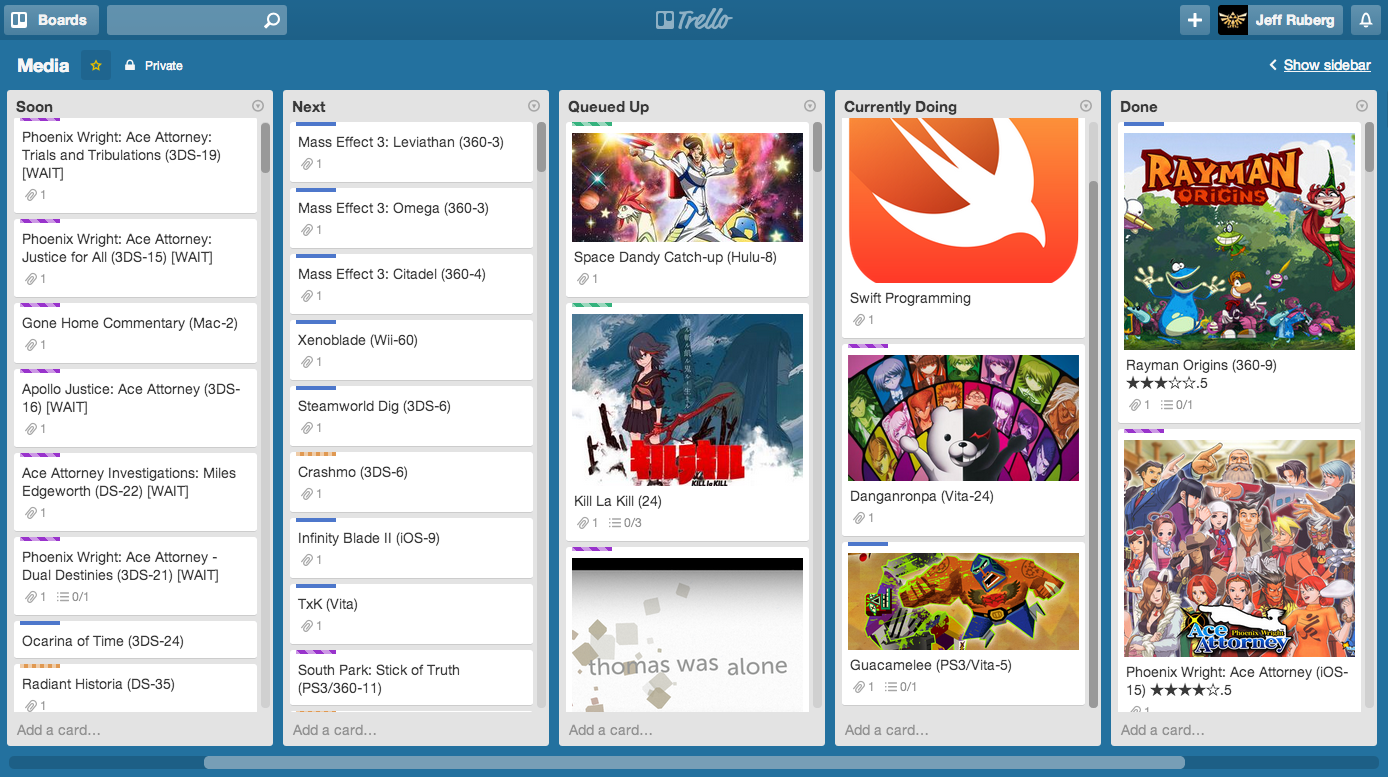 Boards
Trello
Jeff Ruberg
Media
Private
Show sidebar
Soon
Phoenix Wright: Ace Attorney:
Trials and Tribulations (3DS-19)
[WAIT]
1
Phoenix Wright: Ace Attorney:
Justice for All (3DS-15) [WAIT]
1
Gone Home Commentary (Mac-2)
1
Apollo Justice: Ace Attorney (3DS-
16) [WAIT]
1
Ace Attorney Investigations: Miles
Edgeworth (DS-22) [WAIT]
1
Phoenix Wright: Ace Attorney -
Dual Destinies (3DS-21) [WAIT]
1 0/1
Ocarina of Time (3DS-24)
Radiant Historia (DS-35)
1
Add a card…
Next
Mass Effect 3: Leviathan (360-3)
1
Mass Effect 3: Omega (360-3)
1
Mass Effect 3: Citadel (360-4)
1
Xenoblade (Wii-60)
1
Steamworld Dig (3DS-6)
1
Crashmo (3DS-6)
1
Infinity Blade II (iOS-9)
1
TxK (Vita)
1
South Park: Stick of Truth
(PS3/360-11)
Add a card…
Queued Up
Space Dandy Catch-up (Hulu-8)
1
キルラキル
KILL la KILL
Kill La Kill (24)
1 0/3
thomas was alone
Add a card…
Currently Doing
Swift Programming
1
Danganronpa (Vita-24)
1
Guacamelee (PS3/Vita-5)
1 0/1
Add a card…
Done
RAYMAN
ORIGINS
Rayman Origins (360-9)
★★★☆☆.5
1 0/1
Phoenix Wright
Ace
Attorney
Phoenix Wright: Ace Attorney (iOS-
15) ★★★★☆.5
1
Add a card…